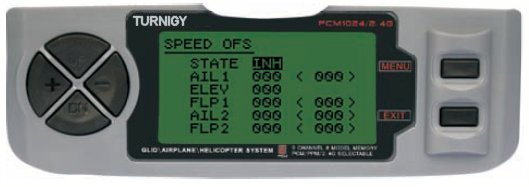 TURNIGY
PCM1024/2.4G
SPEED OFS
STATE INH
AIL1 000 < 000 >
ELEV 000
FLP1 000 < 000 >
AIL2 000 < 000 >
FLP2 000 < 000 >
MENU
EXIT
+
DN
GLID\AIRPLANE\HELICOPTER SYSTEM
9 CHANNEL 8 MODEL MEMORY
PCM/PPM/2.4G SELECTABLE